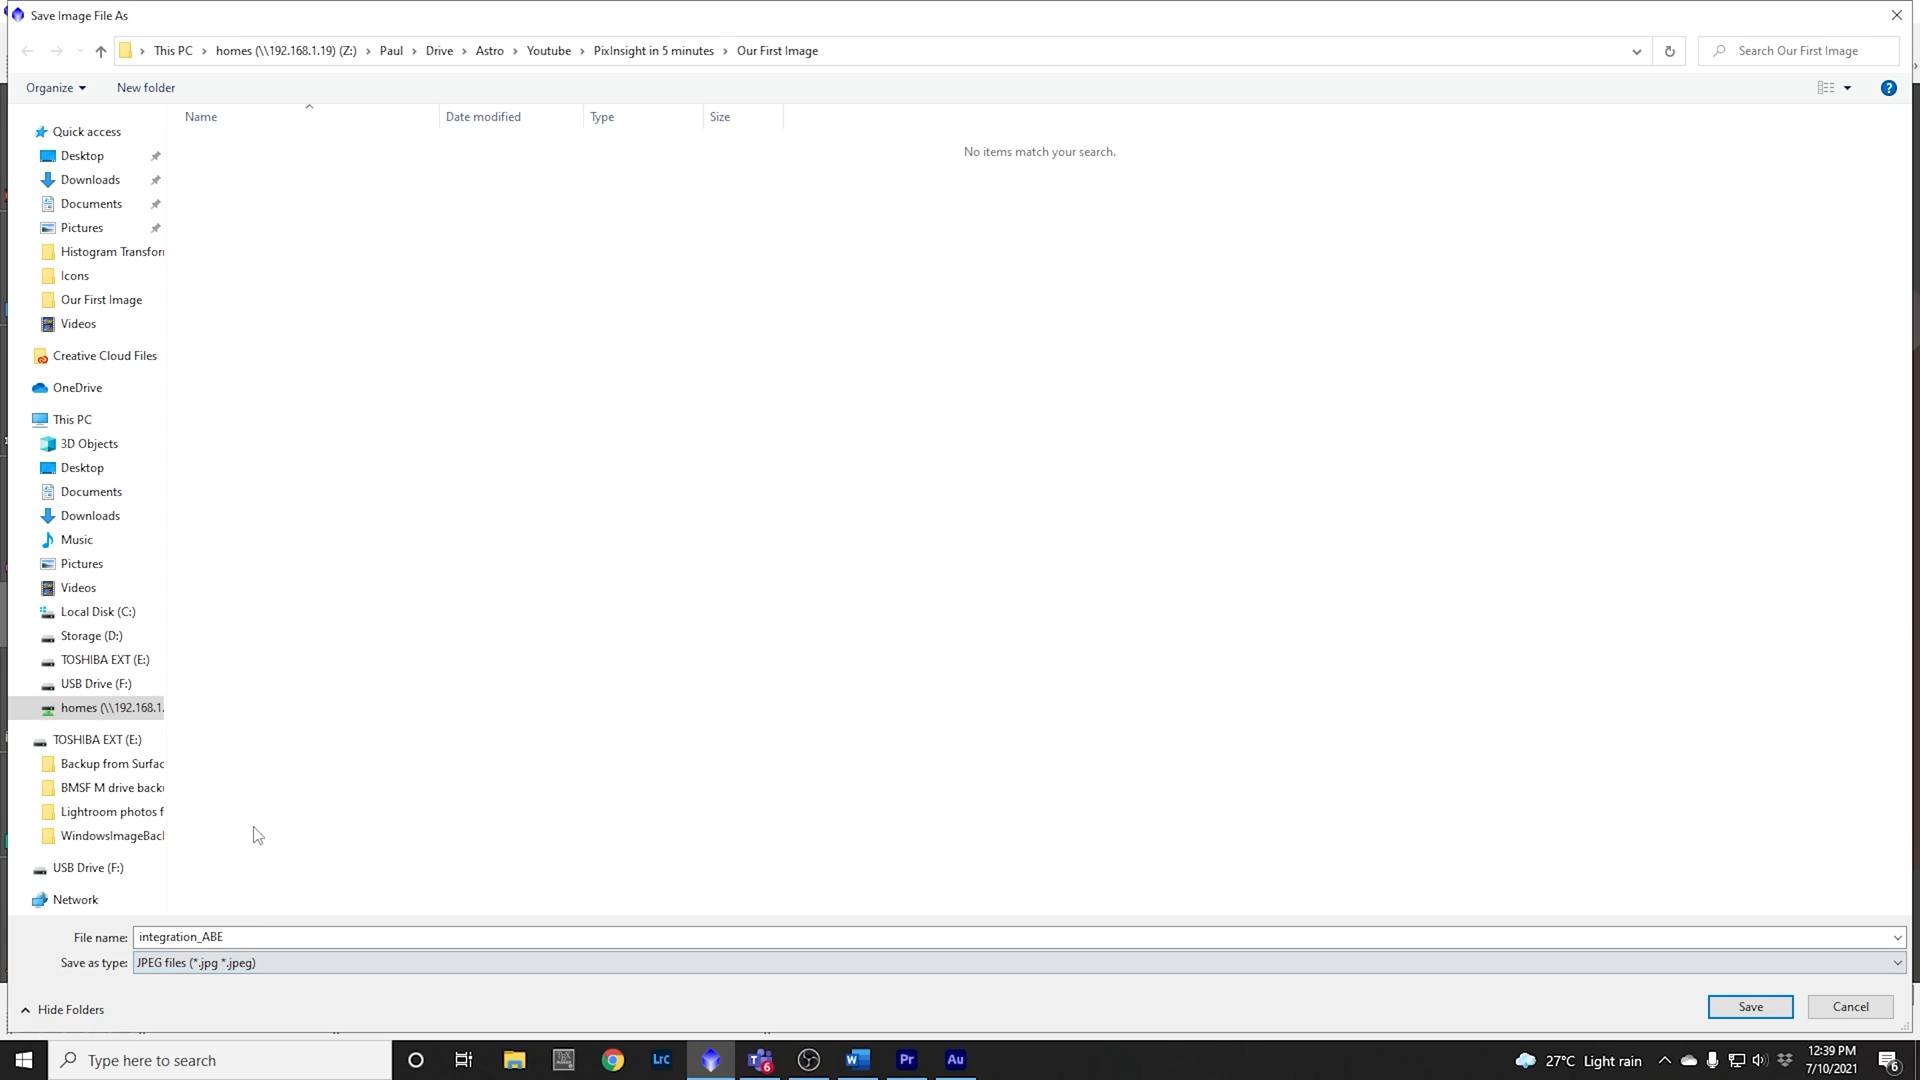 Save Image File As
This PC > homes (\\192.168.1.19) (Z:) > Paul > Drive > Astro > Youtube > PixInsight in 5 minutes > Our First Image
Search Our First Image
Organize
New folder
Name
Date modified
Type
Size
No items match your search.
Quick access
Desktop
Downloads
Documents
Pictures
Histogram Transfor
Icons
Our First Image
Videos
Creative Cloud Files
OneDrive
This PC
3D Objects
Desktop
Documents
Downloads
Music
Pictures
Videos
Local Disk (C:)
Storage (D:)
TOSHIBA EXT (E:)
USB Drive (F:)
homes (\\192.168.1.
TOSHIBA EXT (E:)
Backup from Surfac
BMSF M drive back
Lightroom photos f
WindowsImageBac
USB Drive (F:)
Network
File name: integration_ABE
Save as type: JPEG files (*.jpg *.jpeg)
Hide Folders
Save
Cancel
Type here to search
Lrc
6
Pr
Au
27°C Light rain
12:39 PM
7/10/2021
6